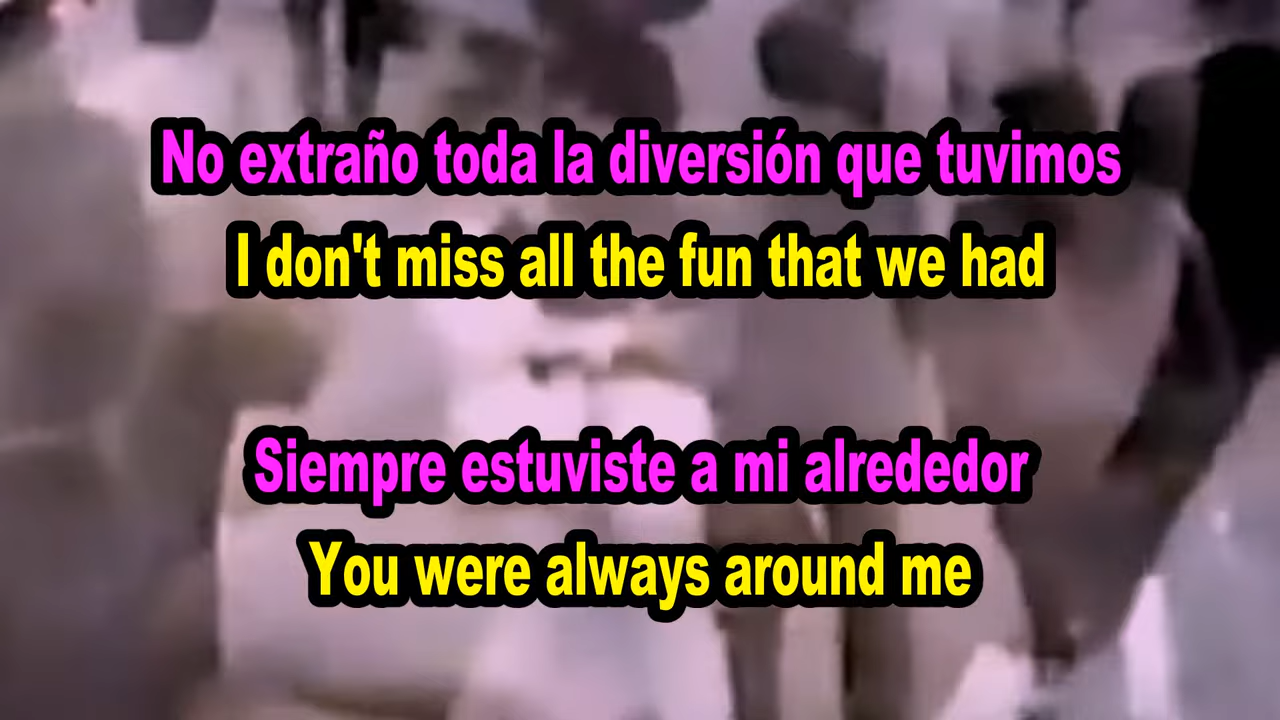 No extraño toda la diversión que tuvimos
I don't miss all the fun that we had
Siempre estuviste a mi alrededor
You were always around me